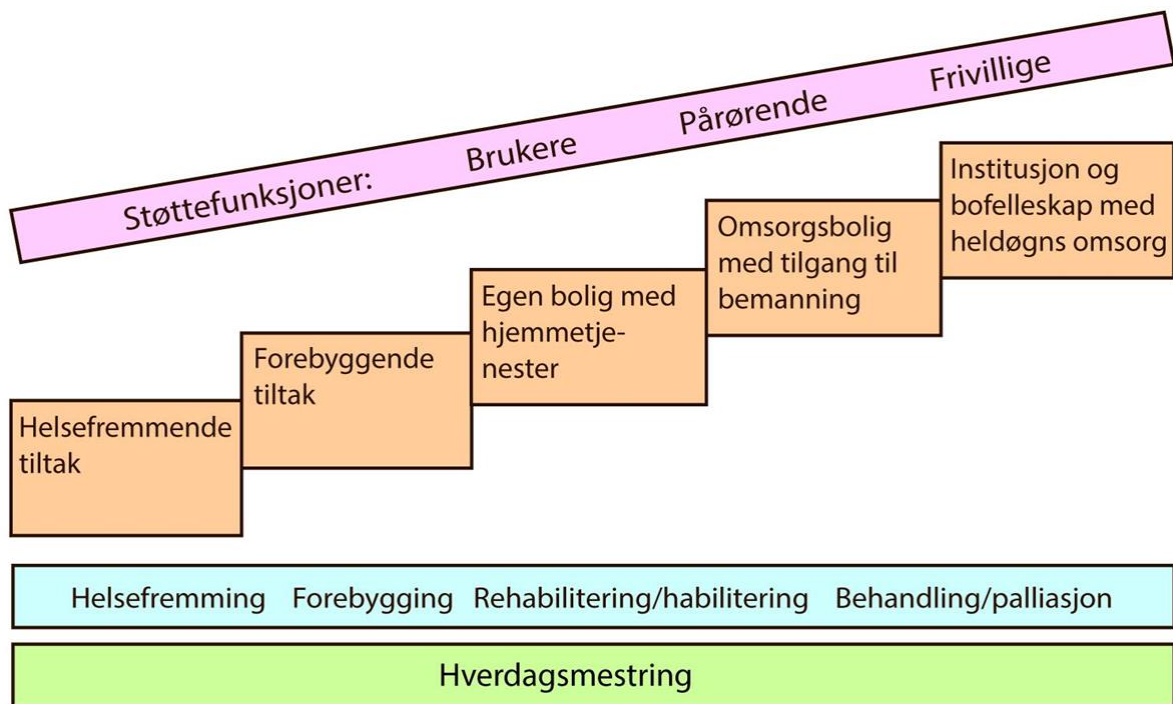 Støttefunksjoner: Brukere Pårørende Frivillige
Institusjon og
bofelleskap med
heldøgns omsorg
Omsorgsbolig
med tilgang til
bemanning
Egen bolig med
hjemmetje-
nester
Forebyggende
tiltak
Helsefremmende
tiltak
Helsefremming Forebygging Rehabilitering/habilitering Behandling/palliasjon
Hverdagsmestring